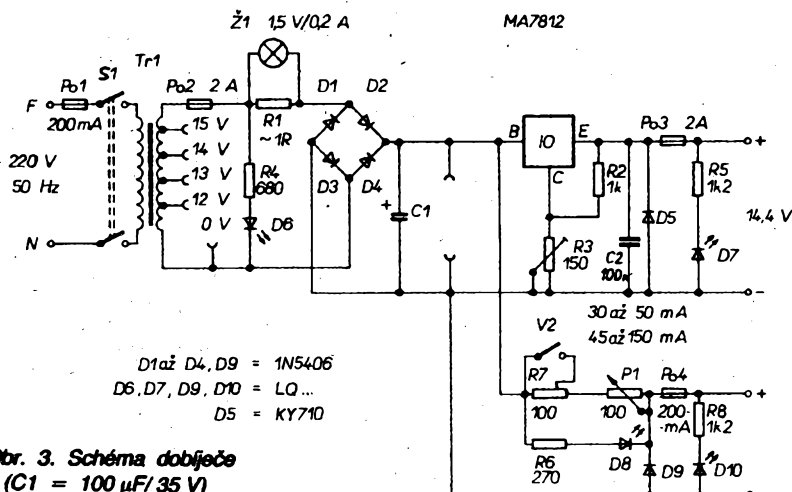 Ž1 1,5 V/0,2 A
MA7812
S1
Tr1
Po1
Po2 2 A
D1 D2
F
200mA
R1
~1R
15 V
14 V
13 V
12 V
0 V
220 V
50 Hz
N
R4
680
D6
D3 D4
+
C1
B IO E
C
R2
1k
R3
150
C2
100n
Po3 2A
D5
R5
1k2
D7
+
14,4 V
-
30 až 50 mA
45 až 150 mA
V2
R7
100
P1
100
Po4
200
mA
R8
1k2
+
R6
270
D8
D9
D10
D1 až D4, D9 = 1N5406
D6, D7, D9, D10 = LQ...
D5 = KY710
br. 3. Schéma dobíječe
(C1 = 100 µF/35 V)